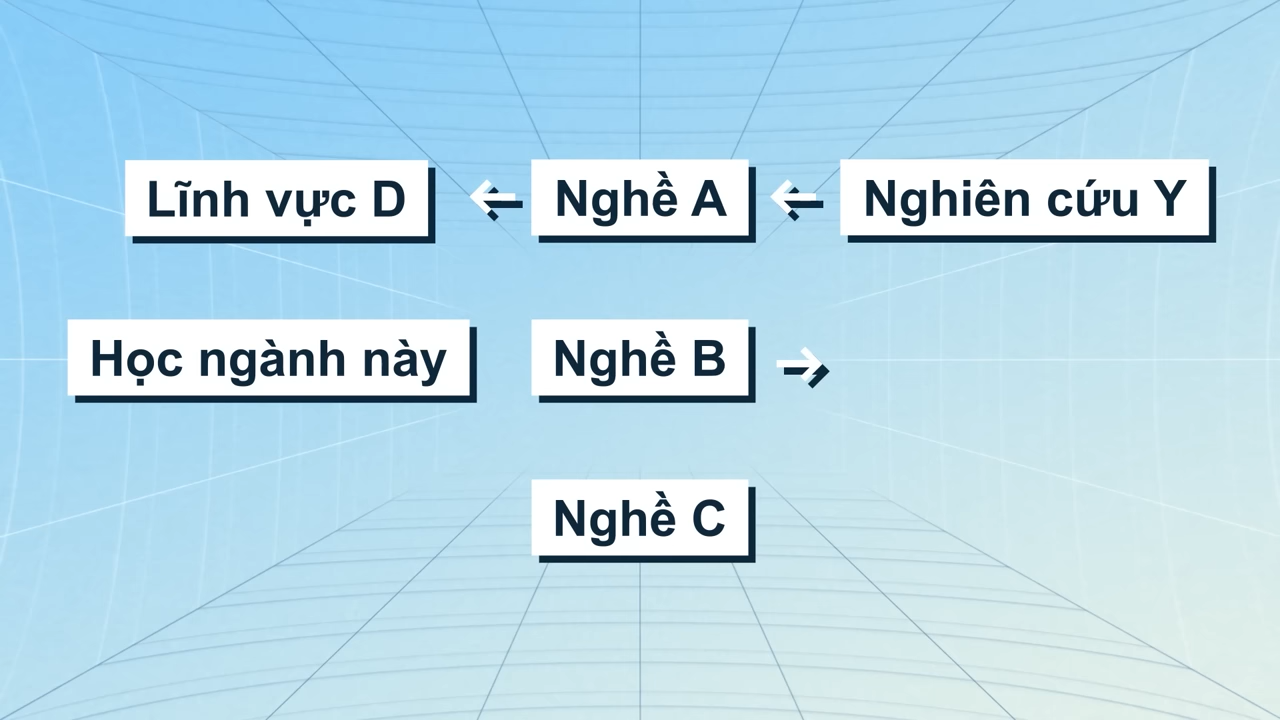 Lĩnh vực D
Nghề A
Nghiên cứu Y
Học ngành này
Nghề B
Nghề C